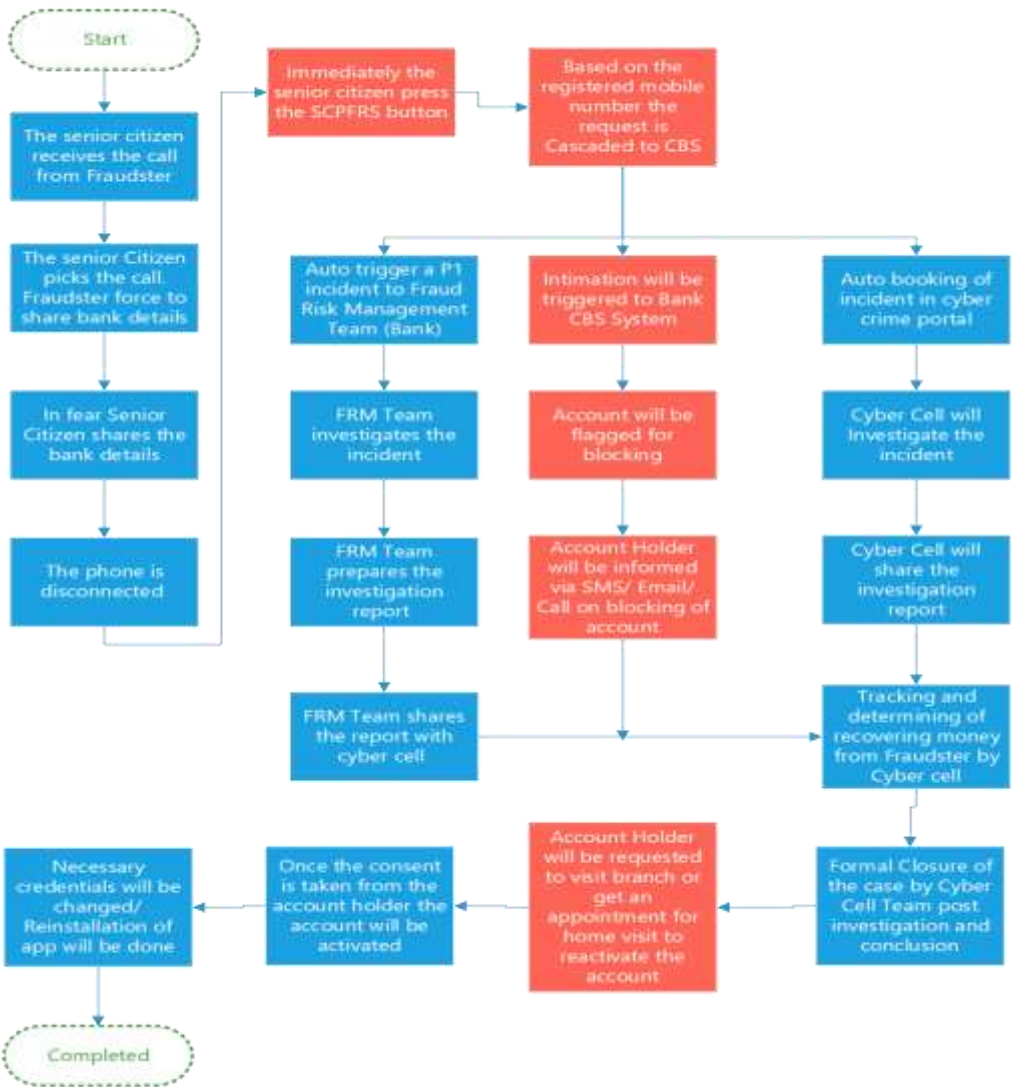 Start
The senior citizen
receives the call
from Fraudster
The senior Citizen
picks the call.
Fraudster force to
share bank details
In fear Senior
Citizen shares the
bank details
The phone is
disconnected
Immediately the
senior citizen press
the SCPFRS button
Based on the
registered mobile
number the
request is
Cascaded to CBS
Auto trigger a P1
incident to Fraud
Risk Management
Team (Bank)
FRM Team
investigates the
incident
FRM Team
prepares the
investigation
report
FRM Team shares
the report with
cyber cell
Intimation will be
triggered to Bank
CBS System
Account will be
flagged for
blocking
Account Holder
will be informed
via SMS/ Email/
Call on blocking of
account
Auto booking of
incident in cyber
crime portal
Cyber Cell will
Investigate the
incident
Cyber Cell will
share the
investigation
report
Tracking and
determining of
recovering money
from Fraudster by
Cyber cell
Formal Closure of
the case by Cyber
Cell Team post
investigation and
conclusion
Account Holder
will be requested
to visit branch or
get an
appointment for
home visit to
reactivate the
account
Once the consent
is taken from the
account holder the
account will be
activated
Necessary
credentials will be
changed/
Reinstallation of
app will be done
Completed